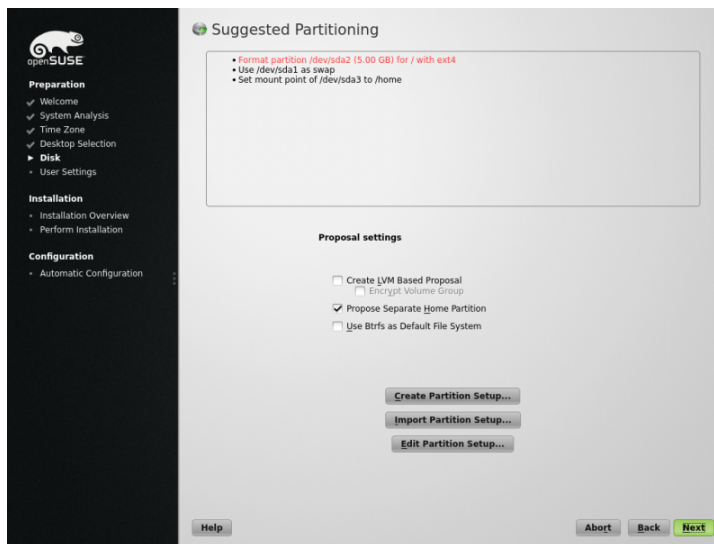 openSUSE
Preparation
Welcome
System Analysis
Time Zone
Desktop Selection
Disk
User Settings
Installation
Installation Overview
Perform Installation
Configuration
Automatic Configuration
Suggested Partitioning
• Format partition /dev/sda2 (5.00 GB) for / with ext4
• Use /dev/sda1 as swap
• Set mount point of /dev/sda3 to /home
Proposal settings
Create LVM Based Proposal
Encrypt Volume Group
Propose Separate Home Partition
Use Btrfs as Default File System
Create Partition Setup...
Import Partition Setup...
Edit Partition Setup...
Help
Abort
Back
Next